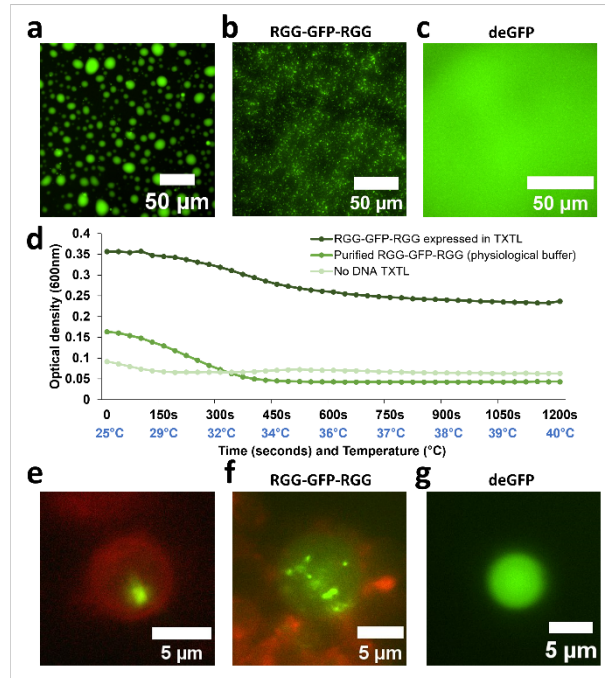 a
b
RGG-GFP-RGG
c
deGFP
50 µm
50 µm
50 µm
d
RGG-GFP-RGG expressed in TXTL
Purified RGG-GFP-RGG (physiological buffer)
No DNA TXTL
Optical density (600nm)
0.4
0.35
0.3
0.25
0.2
0.15
0.1
0.05
0
0 150s 300s 450s 600s 750s 900s 1050s 1200s
25°C 29°C 32°C 34°C 36°C 37°C 38°C 39°C 40°C
Time (seconds) and Temperature (°C)
e
f
RGG-GFP-RGG
g
deGFP
5 µm
5 µm
5 µm